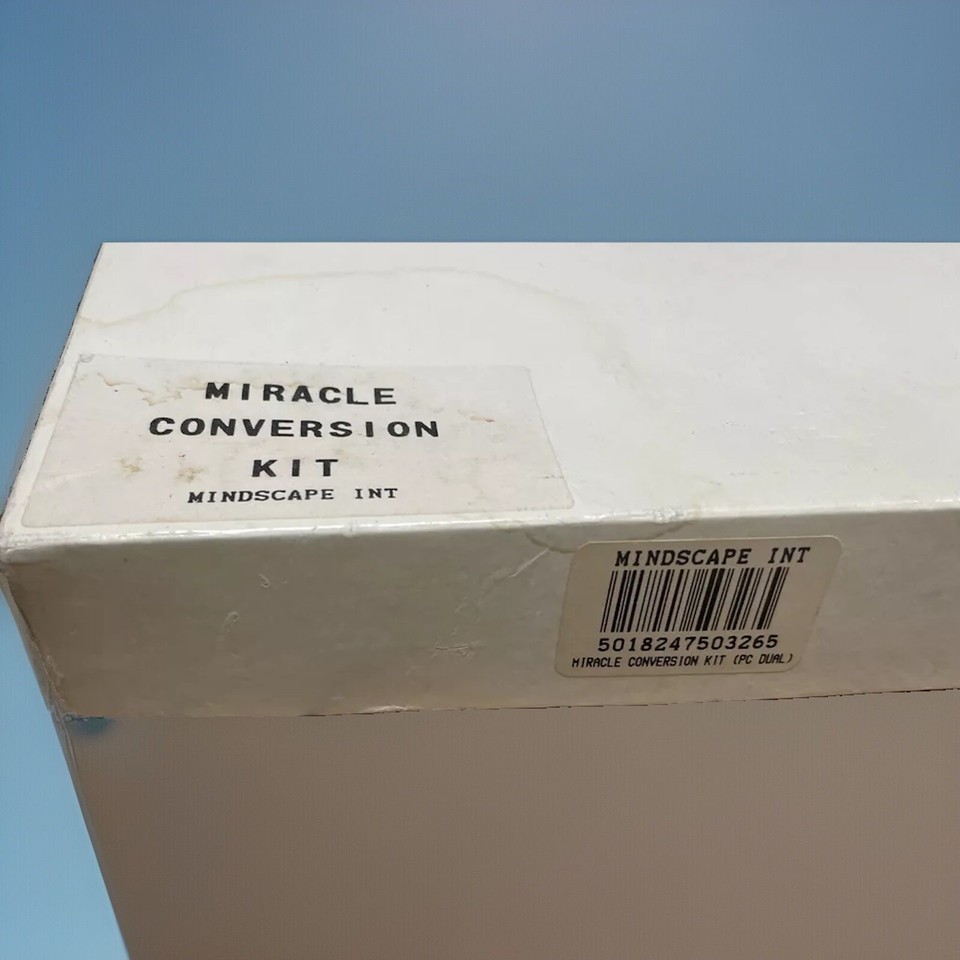 MIRACLE
CONVERSION
KIT
MINDSCAPE INT
MINDSCAPE INT
5018247503265
MIRACLE CONVERSION KIT (PC DUAL)